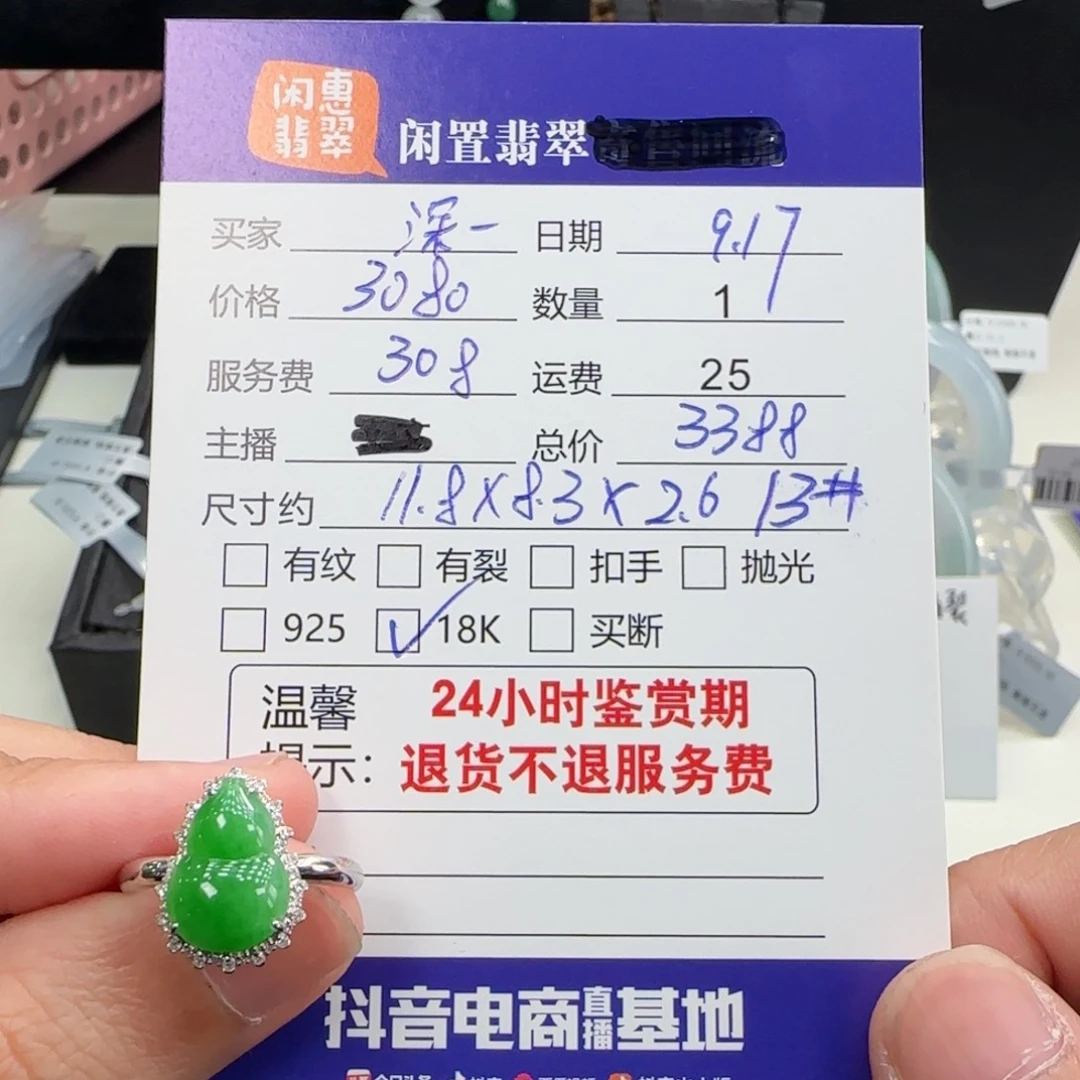 闲惠
翡翠
闲置翡翠
买家 深一 日期 9.17
价格 3080 数量 1
服务费 308 运费 25
主播 总价 3388
尺寸约 11.8×8.3×2.6 13#
有纹 有裂 扣手 抛光
925 ✓18K 买断
温馨 24小时鉴赏期
提示: 退货不退服务费
抖音电商直播基地